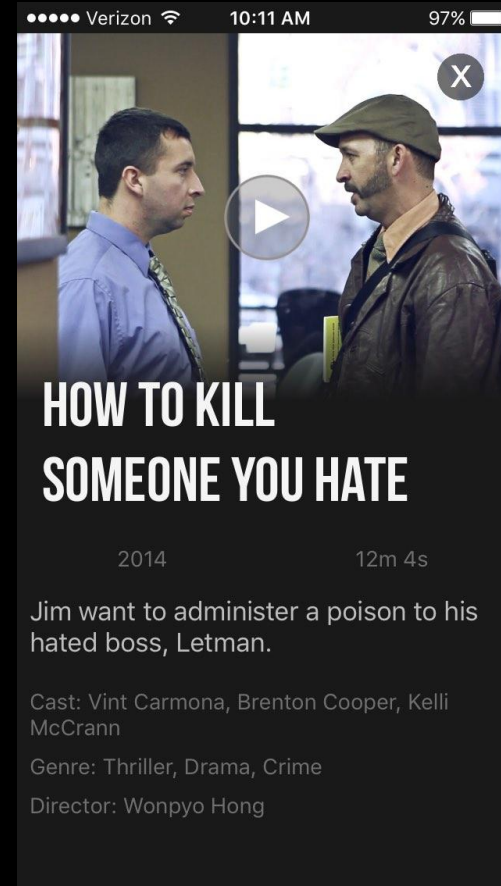 Verizon 10:11 AM 97%
X
HOW TO KILL
SOMEONE YOU HATE
2014 12m 4s
Jim want to administer a poison to his
hated boss, Letman.
Cast: Vint Carmona, Brenton Cooper, Kelli
McCrann
Genre: Thriller, Drama, Crime
Director: Wonpyo Hong